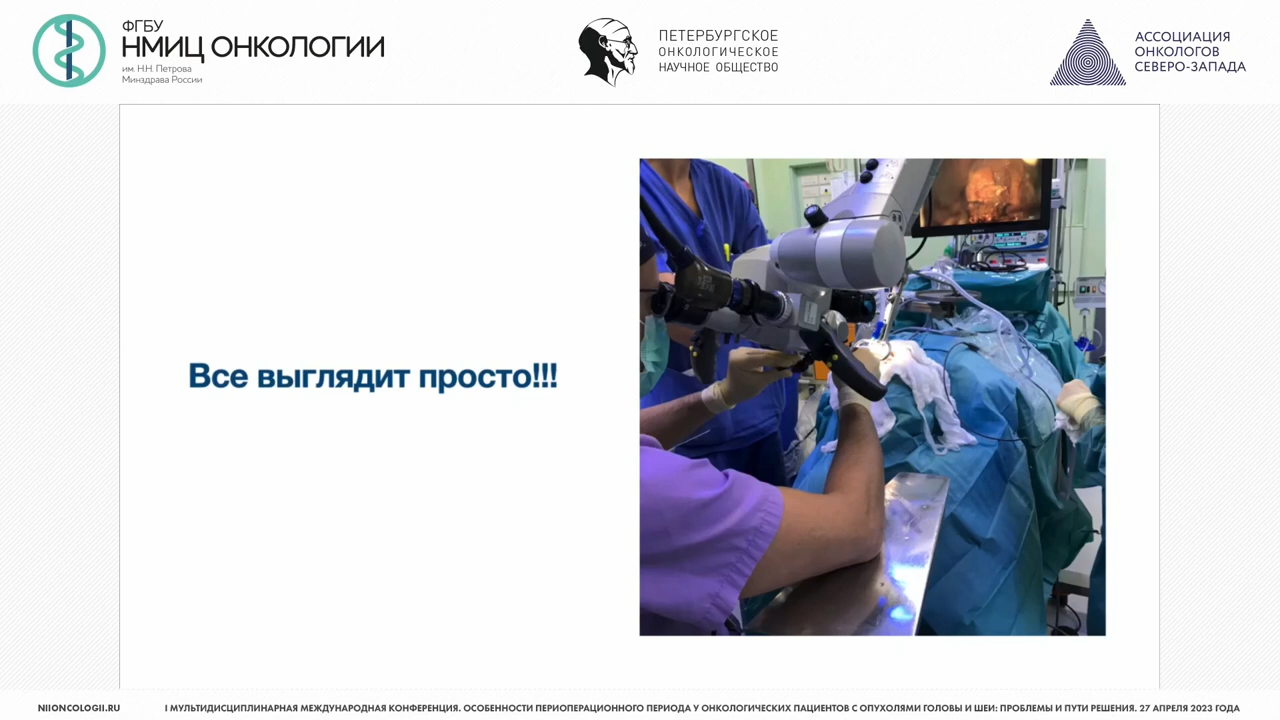 ФГБУ
НМИЦ ОНКОЛОГИИ
им. Н.Н. Петрова
Минздрава России
ПЕТЕРБУРГСКОЕ
ОНКОЛОГИЧЕСКОЕ
НАУЧНОЕ ОБЩЕСТВО
АССОЦИАЦИЯ
ОНКОЛОГОВ
СЕВЕРО-ЗАПАДА
Все выглядит просто!!!
NIIONCOLOGII.RU
I МУЛЬТИДИСЦИПЛИНАРНАЯ МЕЖДУНАРОДНАЯ КОНФЕРЕНЦИЯ. ОСОБЕННОСТИ ПЕРИОПЕРАЦИОННОГО ПЕРИОДА У ОНКОЛОГИЧЕСКИХ ПАЦИЕНТОВ С ОПУХОЛЯМИ ГОЛОВЫ И ШЕИ: ПРОБЛЕМЫ И ПУТИ РЕШЕНИЯ. 27 АПРЕЛЯ 2023 ГОДА